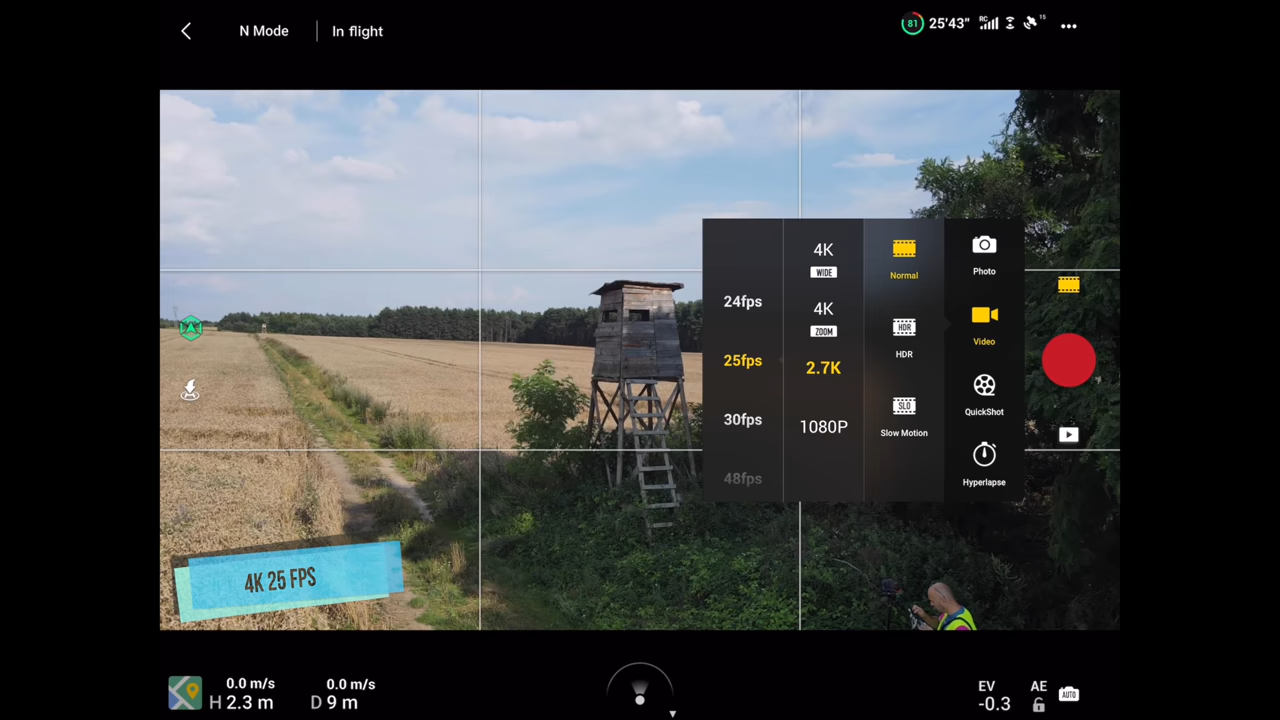 N Mode
In flight
81
25'43"
RC
15
4K
WIDE
24fps
4K
ZOOM
25fps
2.7K
30fps
1080P
48fps
Normal
HDR
HDR
SLO
Slow Motion
Photo
Video
QuickShot
Hyperlapse
4K 25 FPS
0.0 m/s
H 2.3 m
0.0 m/s
D 9 m
EV
-0.3
AE
AUTO